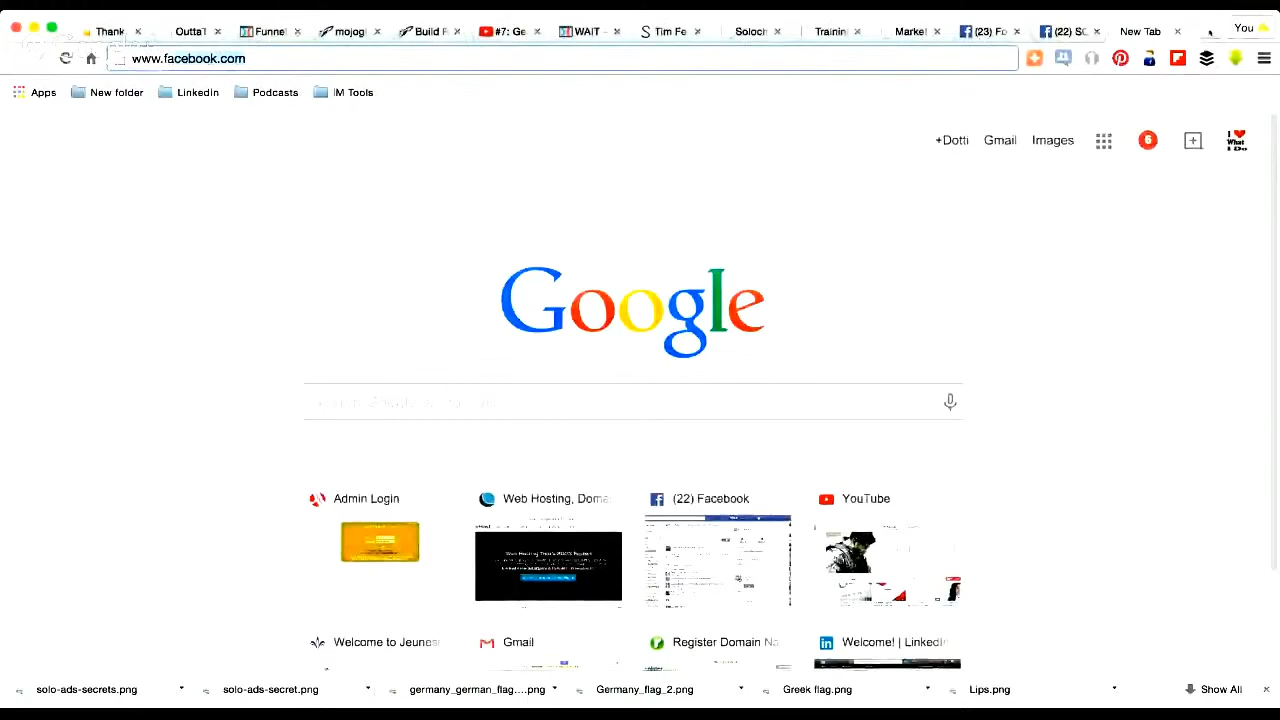 Thank OuttaT Funne mojog Build F #7: Ge WAIT - Tim Fe Soloch Trainin Marke (23) Fo (22) SC New Tab You
www.facebook.com
Apps New folder LinkedIn Podcasts IM Tools
+Dotti Gmail Images 6 I What I Do
Google
Admin Login Web Hosting, Doma (22) Facebook YouTube
Welcome to Jeunes Gmail Register Domain Na Welcome! | LinkedIn
solo-ads-secrets.png solo-ads-secret.png germany_german_flag....png Germany_flag_2.png Greek flag.png Lips.png Show All